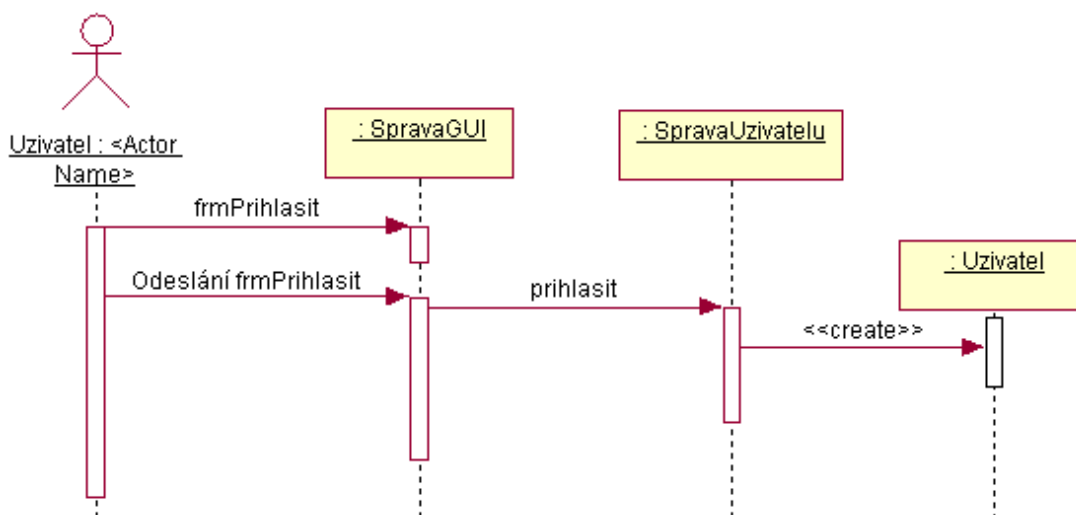 : SpravaGUI
: SpravaUzivatelu
Uzivatel : <Actor
Name>
frmPrihlasit
: Uzivatel
Odeslání frmPrihlasit
prihlasit
<<create>>